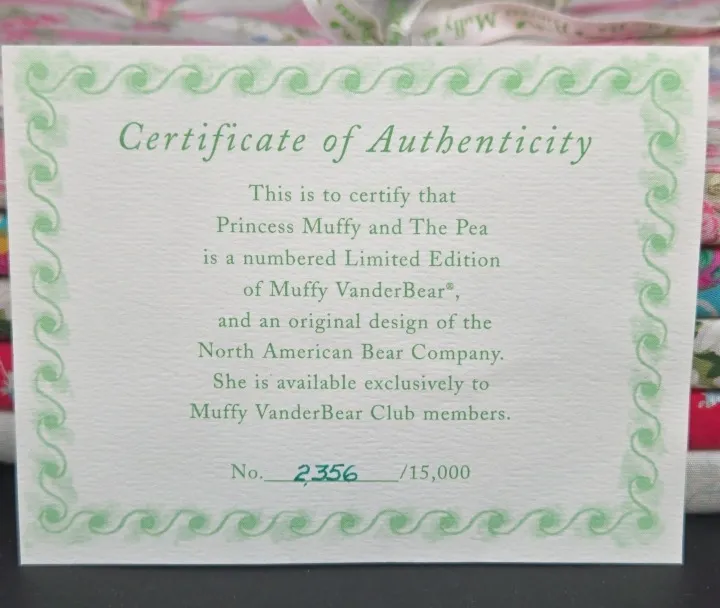 Certificate of Authenticity
This is to certify that
Princess Muffy and The Pea
is a numbered Limited Edition
of Muffy VanderBear®,
and an original design of the
North American Bear Company.
She is available exclusively to
Muffy VanderBear Club members.
No. 2,356 /15,000